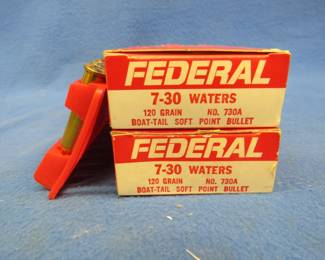 FEDERAL
7-30 WATERS
120 GRAIN NO. 730A
BOAT-TAIL SOFT POINT BULLET
FEDERAL
7-30 WATERS
120 GRAIN NO. 730A
BOAT-TAIL SOFT POINT BULLET